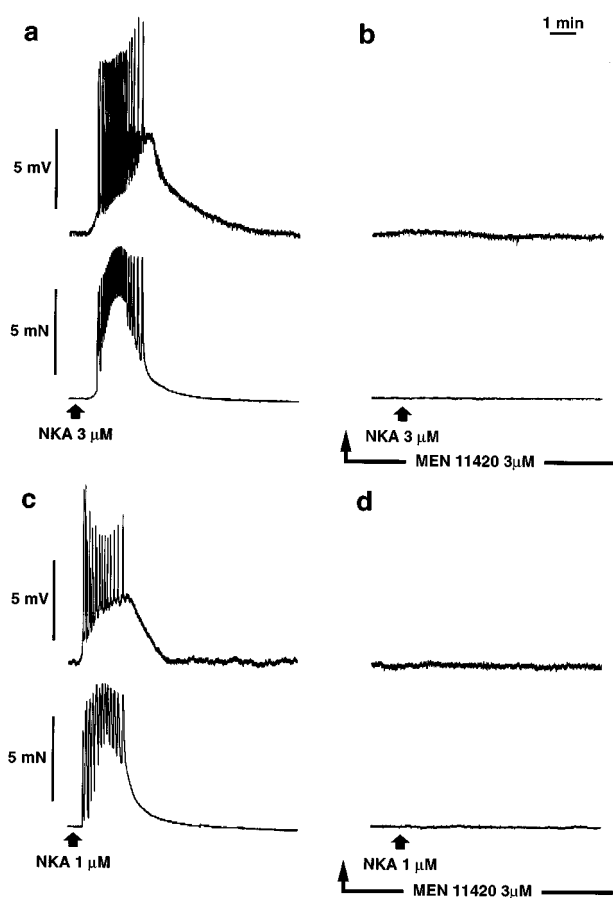 a
b
1 min
5 mV
5 mN
NKA 3 μM
NKA 3 μM
MEN 11420 3μM
c
d
5 mV
5 mN
NKA 1 μM
NKA 1 μM
MEN 11420 3μM